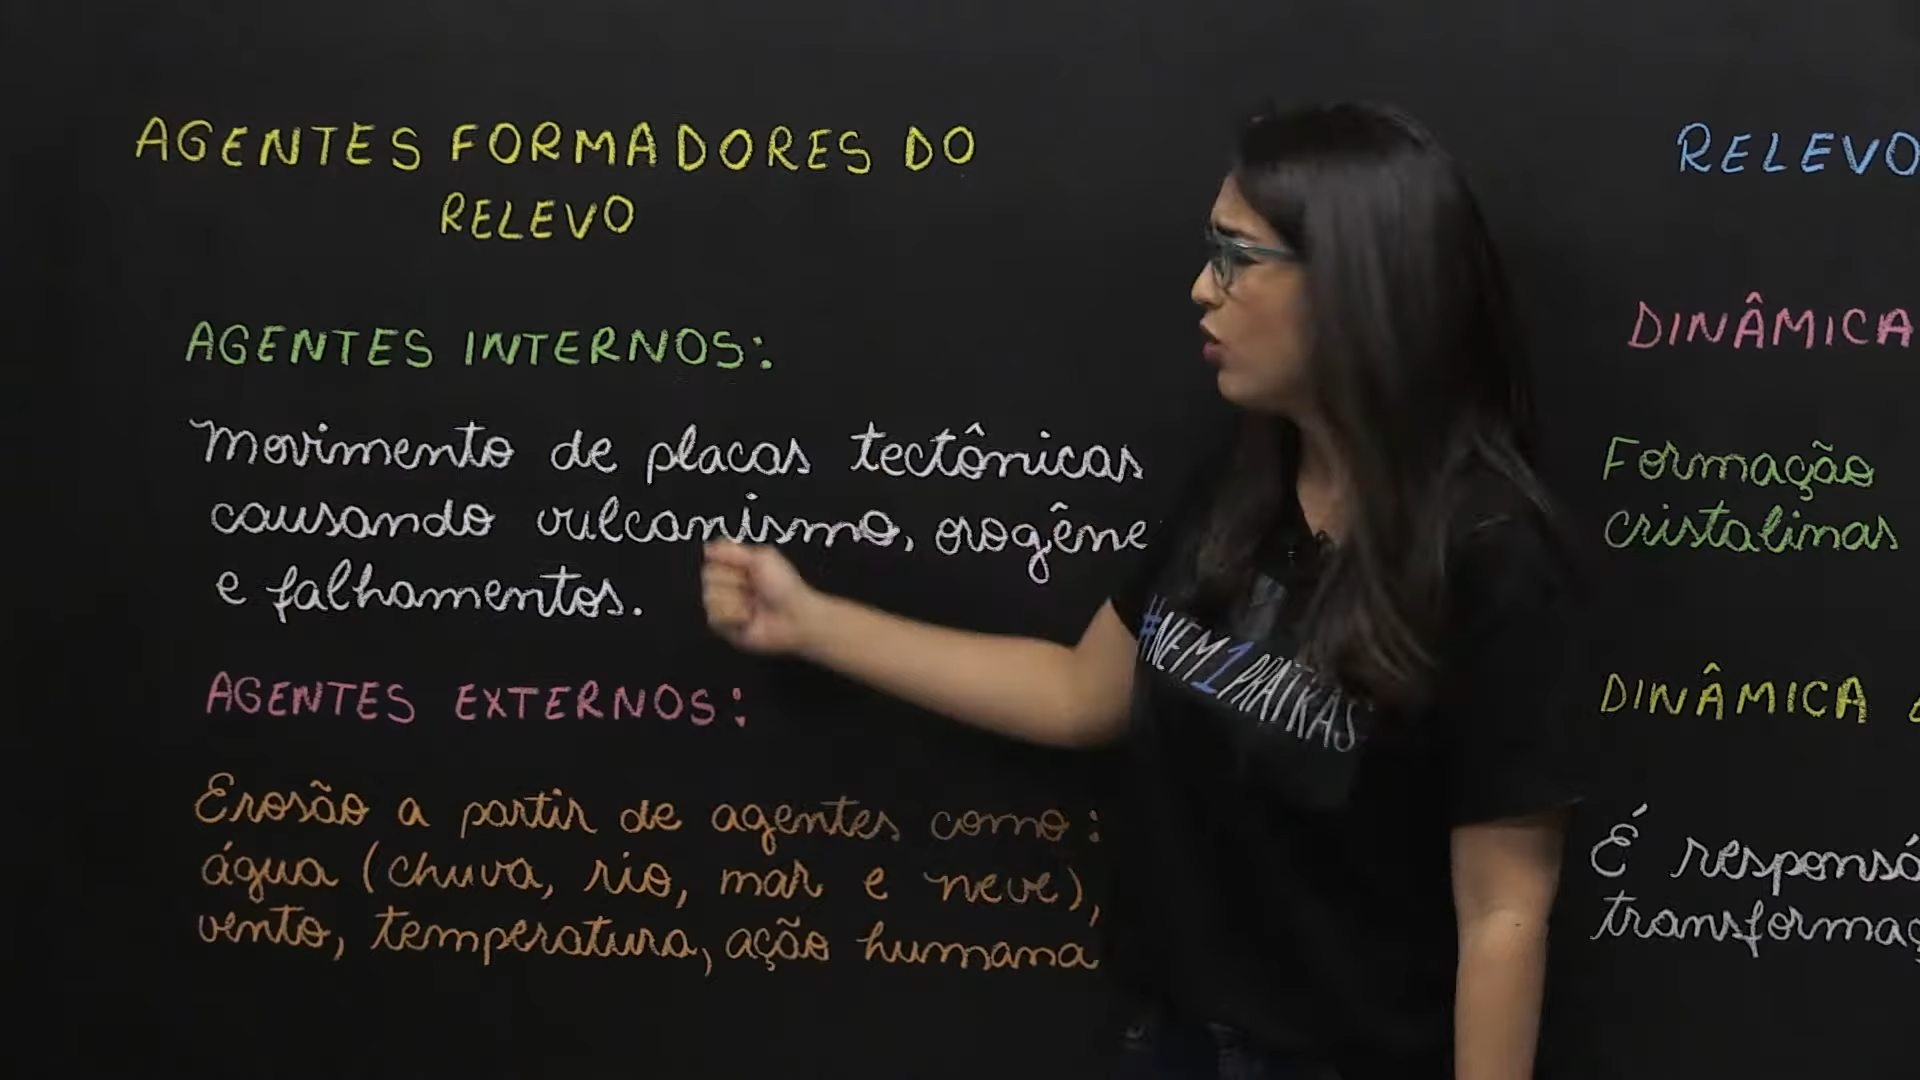 AGENTES FORMADORES DO
RELEVO
AGENTES INTERNOS:
Movimento de placas tectônicas
causando vulcanismo, orogêne
e falhamentos.
AGENTES EXTERNOS:
Erosão a partir de agentes como:
água (chuva, rio, mar e neve),
vento, temperatura, ação humana
#NEM1PRATRAS
RELEVO
DINÂMICA
Formação
cristalinas
DINÂMICA
É responsá
transformaç